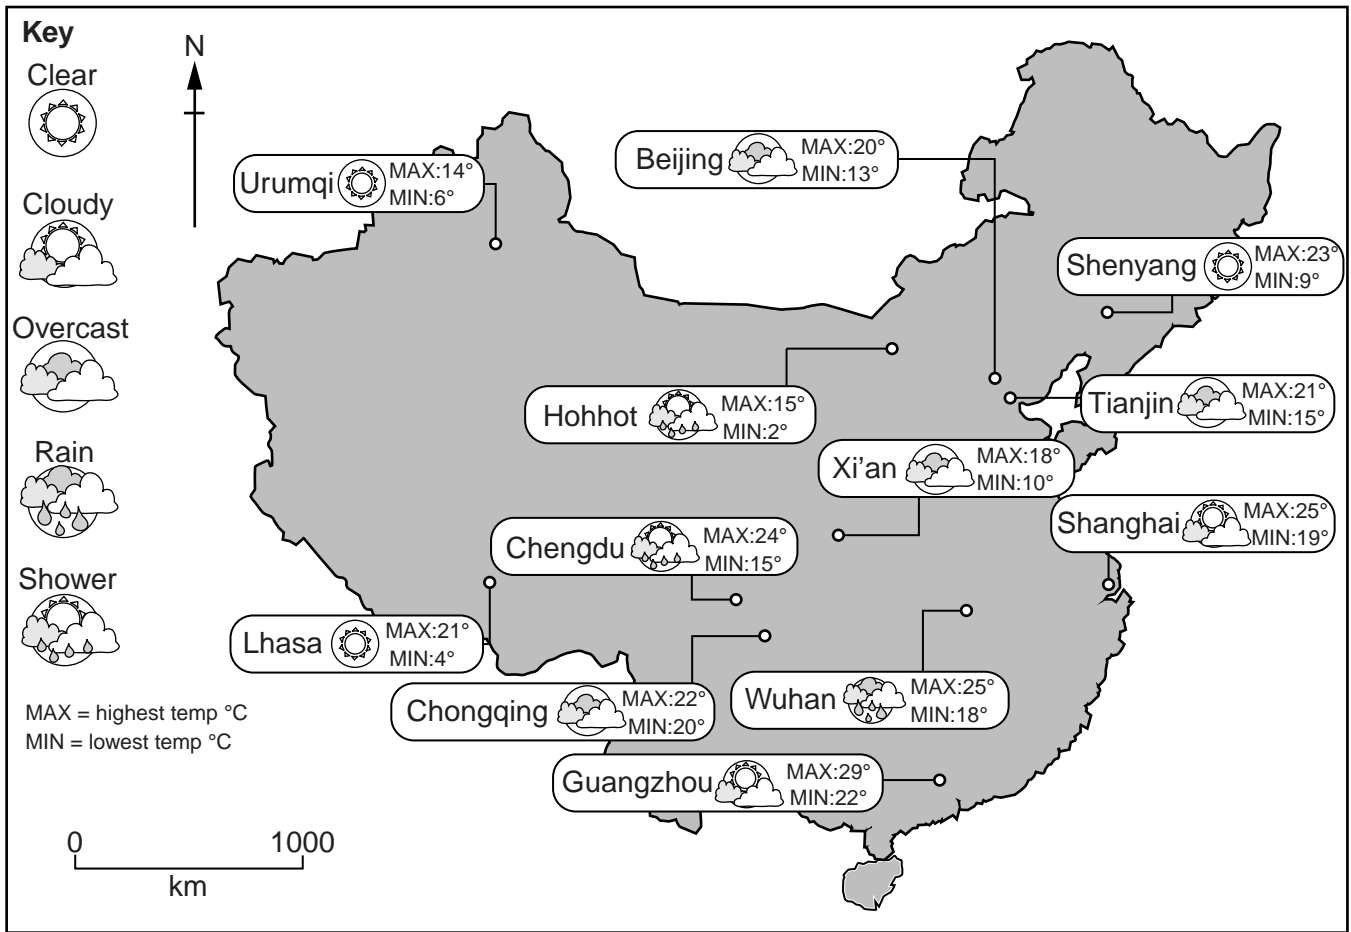 Key
N
Clear
Cloudy
Overcast
Rain
Shower
MAX = highest temp °C
MIN = lowest temp °C
0 1000
km
Urumqi MAX:14°
MIN:6°
Beijing MAX:20°
MIN:13°
Shenyang MAX:23°
MIN:9°
Hohhot MAX:15°
MIN:2°
Tianjin MAX:21°
MIN:15°
Xi’an MAX:18°
MIN:10°
Shanghai MAX:25°
MIN:19°
Chengdu MAX:24°
MIN:15°
Lhasa MAX:21°
MIN:4°
Chongqing MAX:22°
MIN:20°
Wuhan MAX:25°
MIN:18°
Guangzhou MAX:29°
MIN:22°